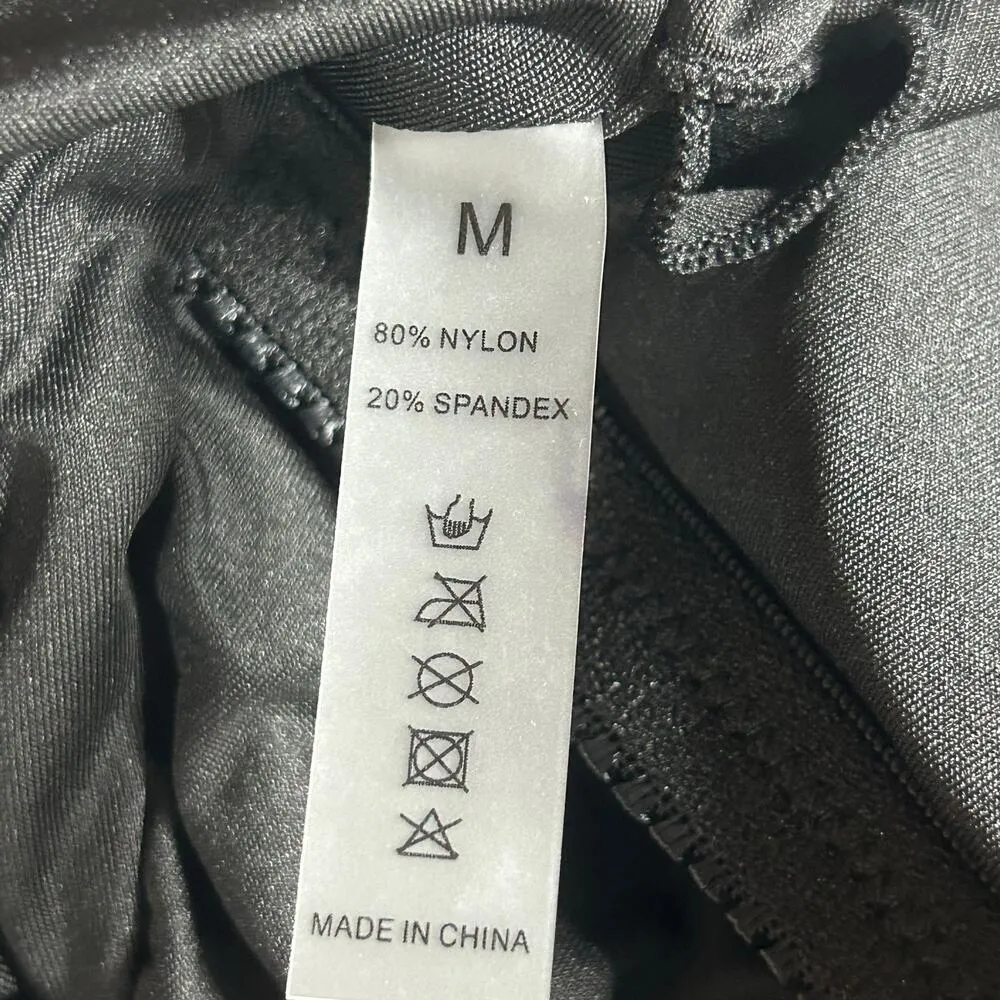 M
80% NYLON
20% SPANDEX
MADE IN CHINA